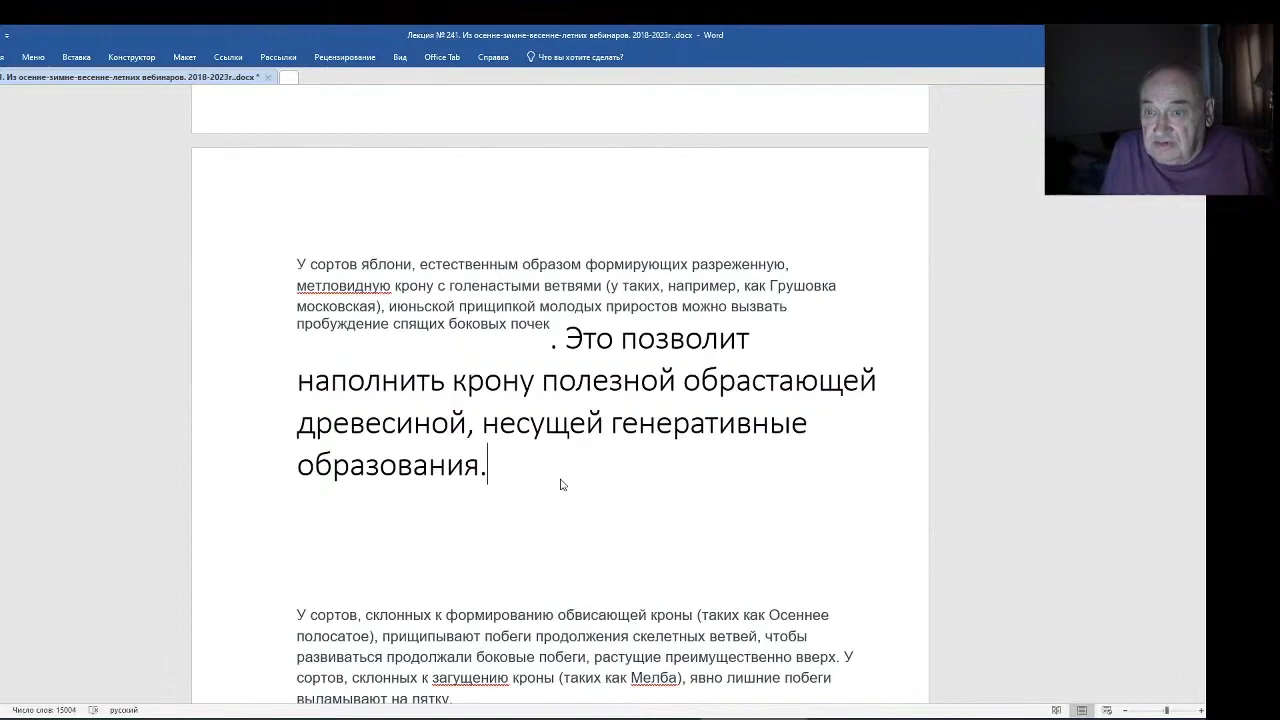 Лекция № 241. Из осенне-зимне-весенне-летних вебинаров. 2018-2023г..docx - Word
Меню Вставка Конструктор Макет Ссылки Рассылки Рецензирование Вид Office Tab Справка Что вы хотите сделать?
. Из осенне-зимне-весенне-летних вебинаров. 2018-2023г..docx *
У сортов яблони, естественным образом формирующих разреженную,
метловидную крону с голенастыми ветвями (у таких, например, как Грушовка
московская), июньской прищипкой молодых приростов можно вызвать
пробуждение спящих боковых почек
. Это позволит
наполнить крону полезной обрастающей
древесиной, несущей генеративные
образования.
У сортов, склонных к формированию обвисающей кроны (таких как Осеннее
полосатое), прищипывают побеги продолжения скелетных ветвей, чтобы
развиваться продолжали боковые побеги, растущие преимущественно вверх. У
сортов, склонных к загущению кроны (таких как Мелба), явно лишние побеги
выламывают на пятку.
Число слов: 15004 русский